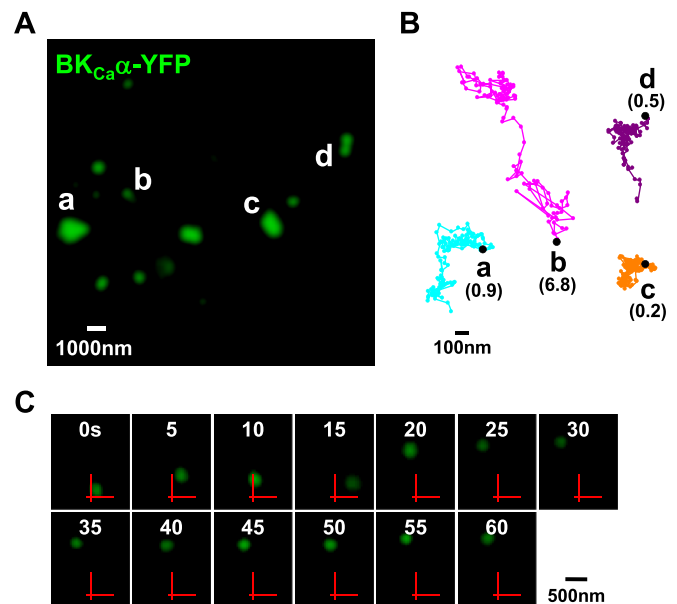 A
BKCaα-YFP
a
b
c
d
1000nm
B
d
(0.5)
a
(0.9)
b
(6.8)
c
(0.2)
100nm
C
0s 5 10 15 20 25 30
35 40 45 50 55 60
500nm